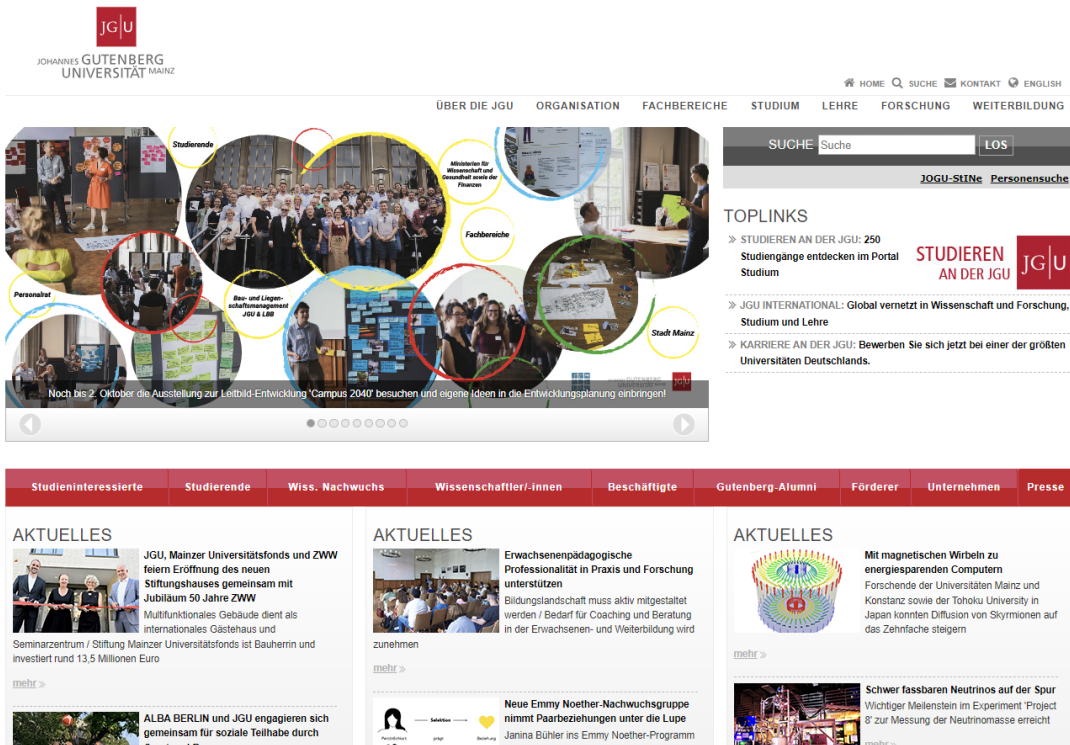 JG|U
JOHANNES GUTENBERG
UNIVERSITÄT MAINZ
HOME SUCHE KONTAKT ENGLISH
ÜBER DIE JGU ORGANISATION FACHBEREICHE STUDIUM LEHRE FORSCHUNG WEITERBILDUNG
Studierende
Ministerien für
Wissenschaft und
Gesundheit sowie der
Finanzen
Fachbereiche
Personalrat
Bau- und Liegen-
schaftsmanagement
JGU & LBB
Stadt Mainz
Noch bis 2. Oktober die Ausstellung zur Leitbild-Entwicklung 'Campus 2040' besuchen und eigene Ideen in die Entwicklungsplanung einbringen!
SUCHE Suche LOS
JOGU-StINe Personensuche
TOPLINKS
» STUDIEREN AN DER JGU: 250
Studiengänge entdecken im Portal
Studium
STUDIEREN
AN DER JGU
JG|U
» JGU INTERNATIONAL: Global vernetzt in Wissenschaft und Forschung,
Studium und Lehre
» KARRIERE AN DER JGU: Bewerben Sie sich jetzt bei einer der größten
Universitäten Deutschlands.
Studieninteressierte Studierende Wiss. Nachwuchs Wissenschaftler/-innen Beschäftigte Gutenberg-Alumni Förderer Unternehmen Presse
AKTUELLES
JGU, Mainzer Universitätsfonds und ZWW
feiern Eröffnung des neuen
Stiftungshauses gemeinsam mit
Jubiläum 50 Jahre ZWW
Multifunktionales Gebäude dient als
internationales Gästehaus und
Seminarzentrum / Stiftung Mainzer Universitätsfonds ist Bauherrin und
investiert rund 13,5 Millionen Euro
mehr »
ALBA BERLIN und JGU engagieren sich
gemeinsam für soziale Teilhabe durch
AKTUELLES
Erwachsenenpädagogische
Professionalität in Praxis und Forschung
unterstützen
Bildungslandschaft muss aktiv mitgestaltet
werden / Bedarf für Coaching und Beratung
in der Erwachsenen- und Weiterbildung wird
zunehmen
mehr »
Selektion
Persönlichkeit prägt Beziehung
Neue Emmy Noether-Nachwuchsgruppe
nimmt Paarbeziehungen unter die Lupe
Janina Bühler ins Emmy Noether-Programm
AKTUELLES
Mit magnetischen Wirbeln zu
energiesparenden Computern
Forschende der Universitäten Mainz und
Konstanz sowie der Tohoku University in
Japan konnten Diffusion von Skyrmionen auf
das Zehnfache steigern
mehr »
Schwer fassbaren Neutrinos auf der Spur
Wichtiger Meilenstein im Experiment 'Project
8' zur Messung der Neutrinomasse erreicht
mehr »